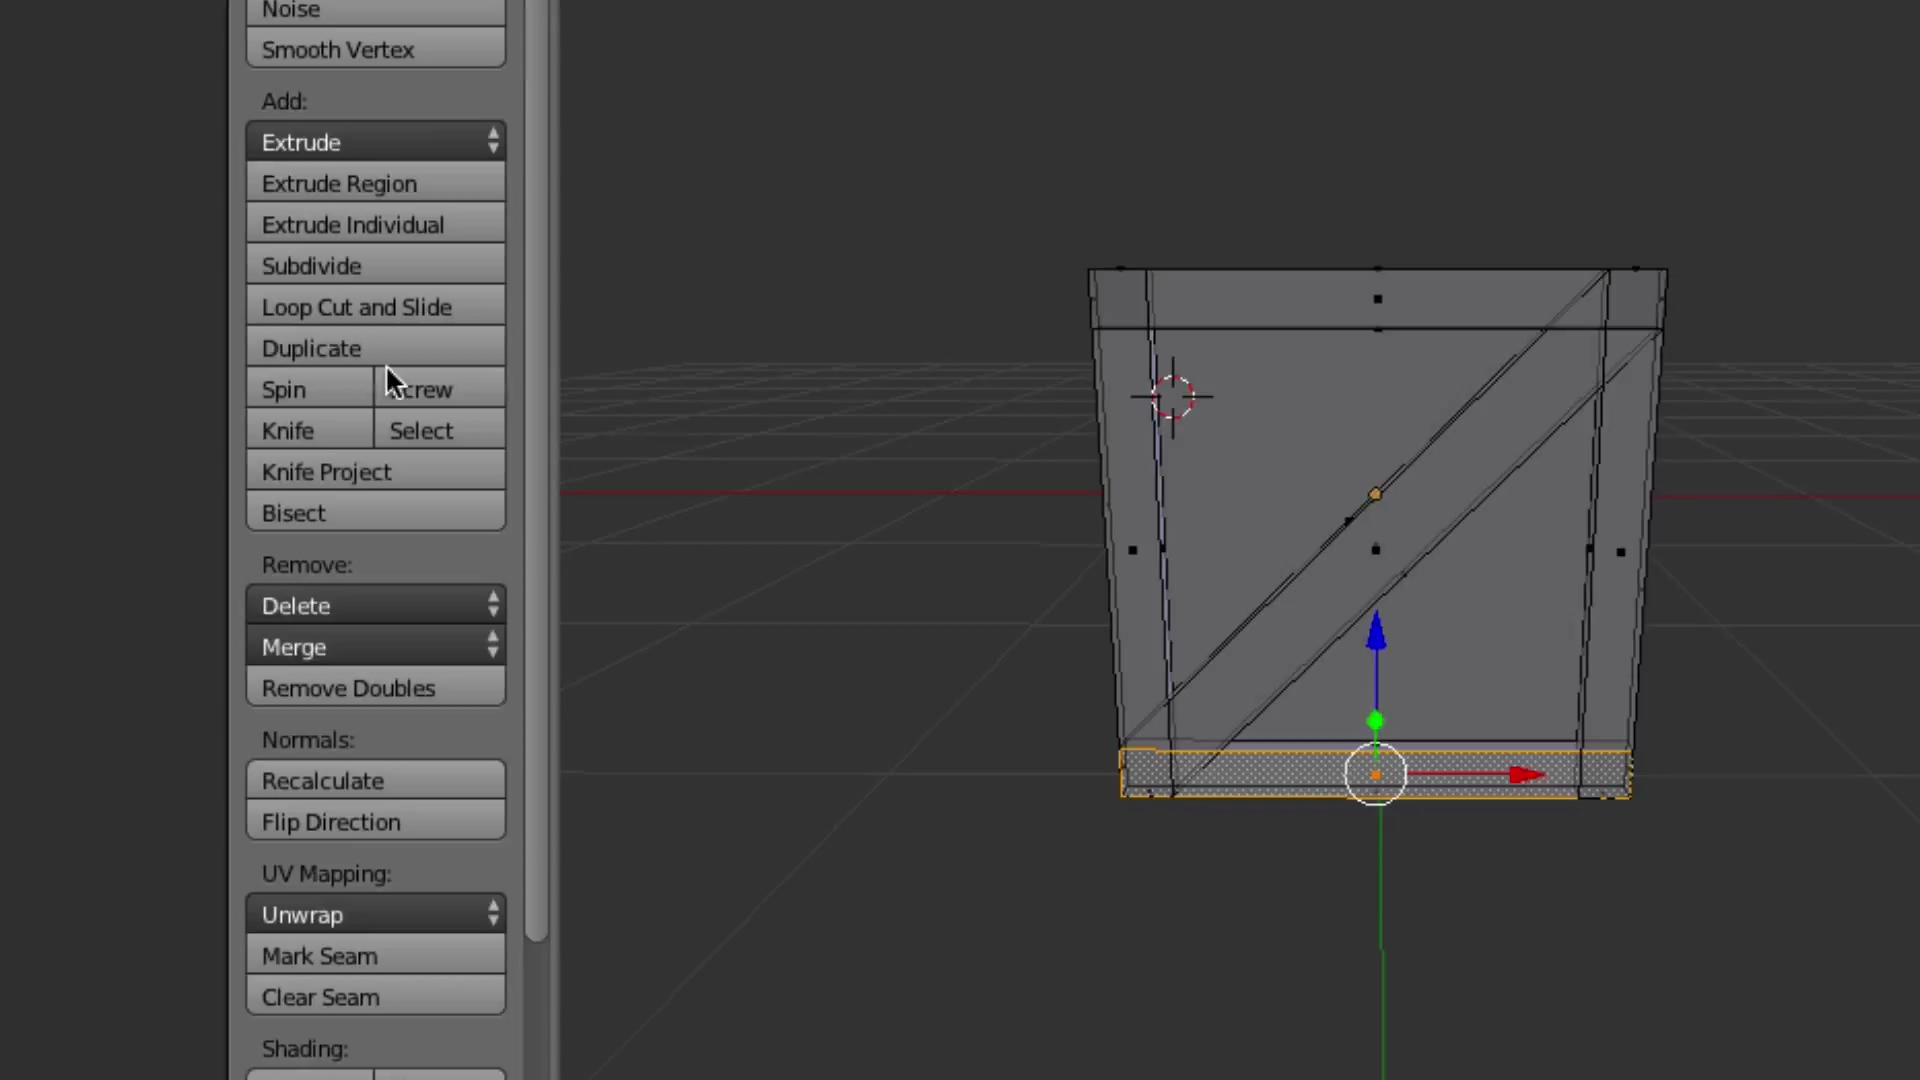 Noise
Smooth Vertex
Add:
Extrude
Extrude Region
Extrude Individual
Subdivide
Loop Cut and Slide
Duplicate
Spin
crew
Knife
Select
Knife Project
Bisect
Remove:
Delete
Merge
Remove Doubles
Normals:
Recalculate
Flip Direction
UV Mapping:
Unwrap
Mark Seam
Clear Seam
Shading: